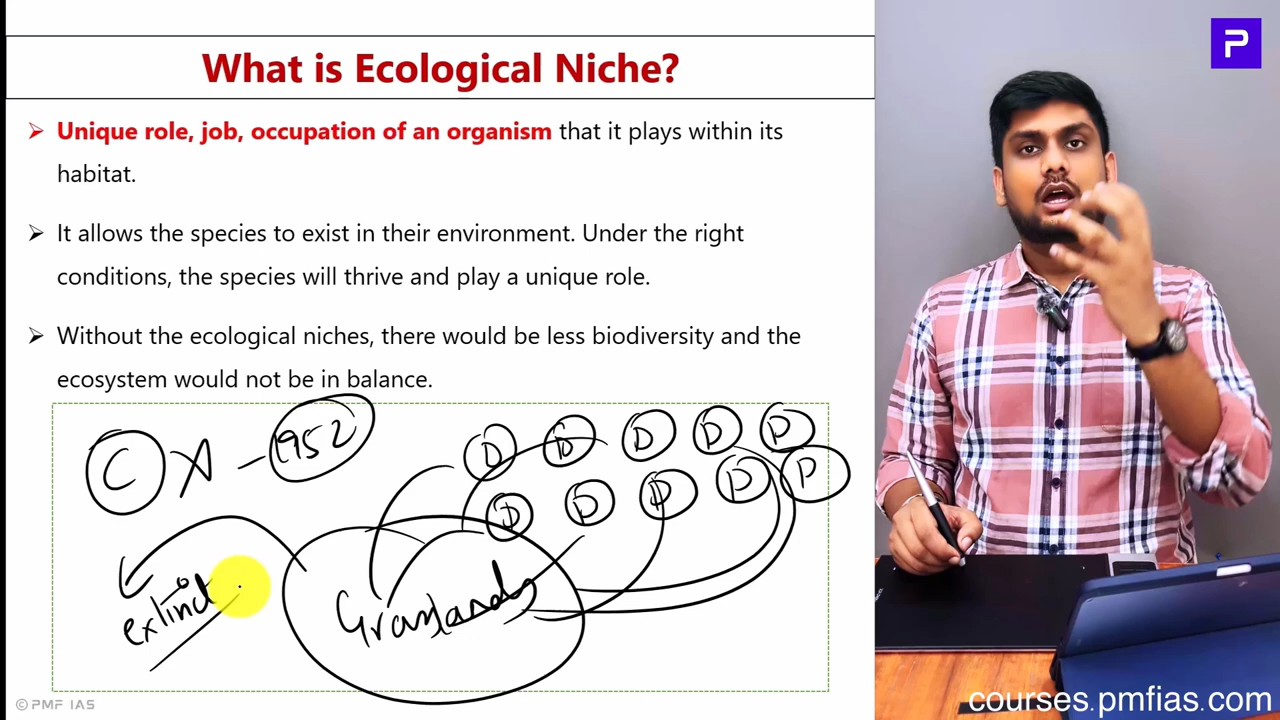 P
What is Ecological Niche?
Unique role, job, occupation of an organism that it plays within its
habitat.
It allows the species to exist in their environment. Under the right
conditions, the species will thrive and play a unique role.
Without the ecological niches, there would be less biodiversity and the
ecosystem would not be in balance.
C X - 1952
D D D D D
D D D D D
Grasslands
extinct
© PMF IAS
courses.pmfias.com